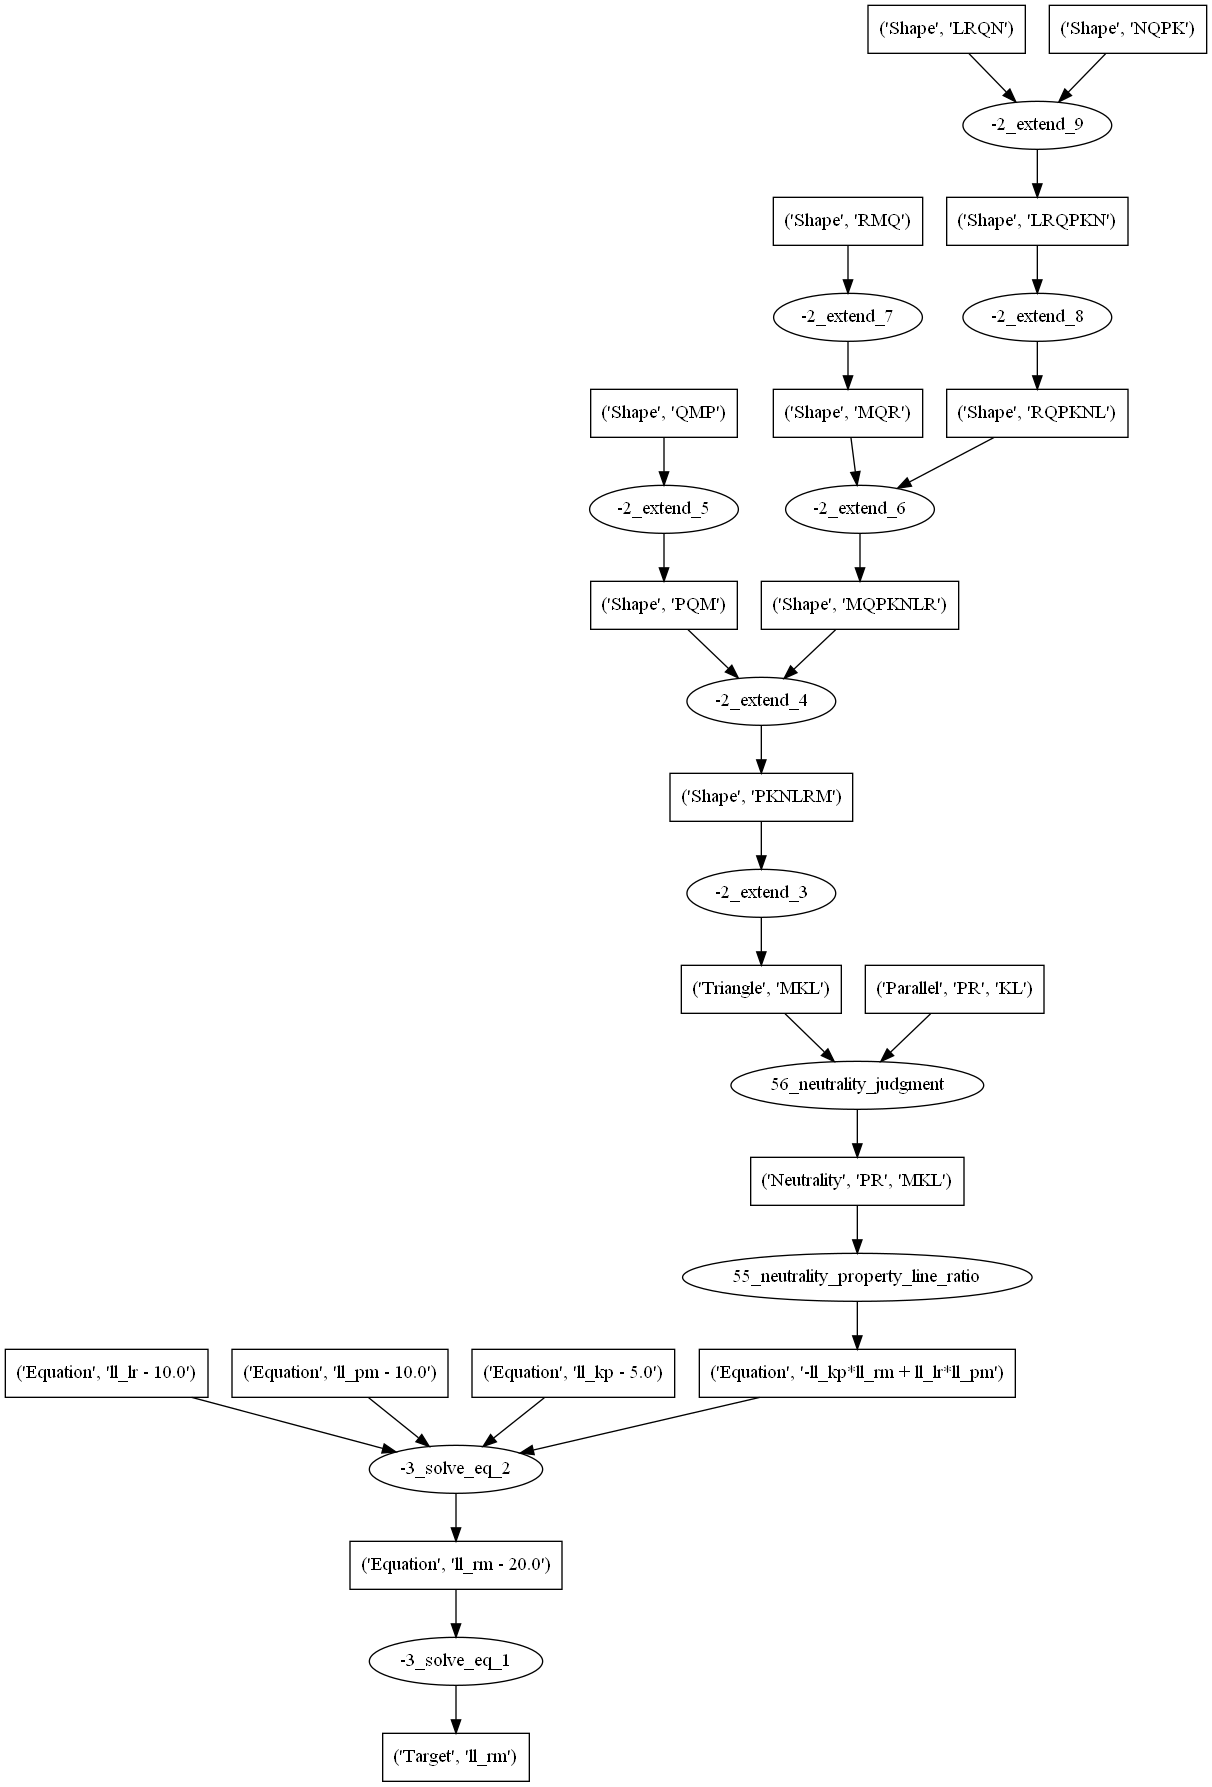 ('Shape', 'LRQN')
('Shape', 'NQPK')
-2_extend_9
('Shape', 'RMQ')
('Shape', 'LRQPKN')
-2_extend_7
-2_extend_8
('Shape', 'QMP')
('Shape', 'MQR')
('Shape', 'RQPKNL')
-2_extend_5
-2_extend_6
('Shape', 'PQM')
('Shape', 'MQPKNLR')
-2_extend_4
('Shape', 'PKNLRM')
-2_extend_3
('Triangle', 'MKL')
('Parallel', 'PR', 'KL')
56_neutrality_judgment
('Neutrality', 'PR', 'MKL')
55_neutrality_property_line_ratio
('Equation', 'll_lr - 10.0')
('Equation', 'll_pm - 10.0')
('Equation', 'll_kp - 5.0')
('Equation', '-ll_kp*ll_rm + ll_lr*ll_pm')
-3_solve_eq_2
('Equation', 'll_rm - 20.0')
-3_solve_eq_1
('Target', 'll_rm')